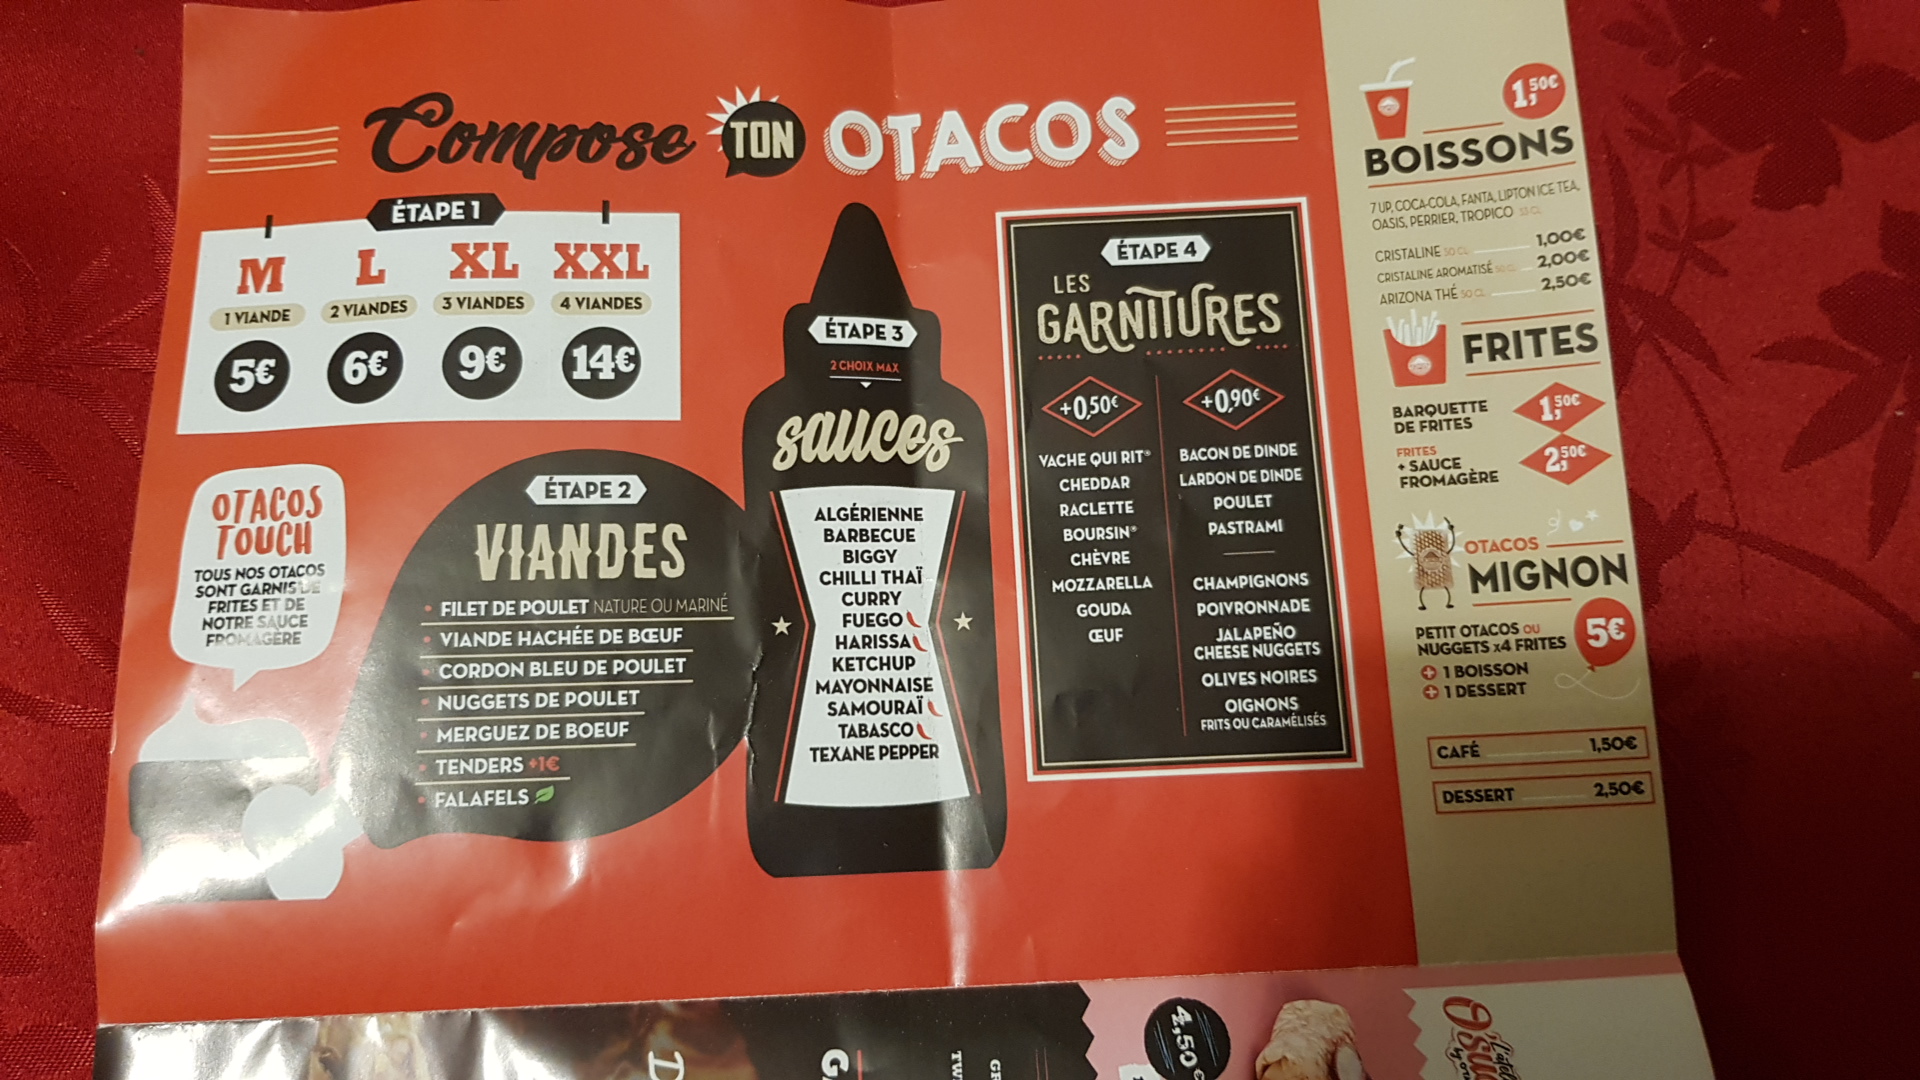 Compose TON OTACOS
ÉTAPE 1
M L XL XXL
1 VIANDE 2 VIANDES 3 VIANDES 4 VIANDES
5€ 6€ 9€ 14€
OTACOS
TOUCH
TOUS NOS OTACOS
SONT GARNIS DE
FRITES ET DE
NOTRE SAUCE
FROMAGÈRE
ÉTAPE 2
VIANDES
• FILET DE POULET NATURE OU MARINÉ
• VIANDE HACHÉE DE BŒUF
• CORDON BLEU DE POULET
• NUGGETS DE POULET
• MERGUEZ DE BOEUF
• TENDERS +1€
• FALAFELS
ÉTAPE 3
2 CHOIX MAX
sauces
ALGÉRIENNE
BARBECUE
BIGGY
CHILLI THAÏ
CURRY
FUEGO
HARISSA
KETCHUP
MAYONNAISE
SAMOURAÏ
TABASCO
TEXANE PEPPER
ÉTAPE 4
LES
GARNITURES
+0,50€
VACHE QUI RIT®
CHEDDAR
RACLETTE
BOURSIN®
CHÈVRE
MOZZARELLA
GOUDA
ŒUF
+0,90€
BACON DE DINDE
LARDON DE DINDE
POULET
PASTRAMI
CHAMPIGNONS
POIVRONNADE
JALAPEÑO
CHEESE NUGGETS
OLIVES NOIRES
OIGNONS
FRITS OU CARAMÉLISÉS
1,50€
BOISSONS
7 UP, COCA-COLA, FANTA, LIPTON ICE TEA,
OASIS, PERRIER, TROPICO 33 CL
CRISTALINE 50 CL 1,00€
CRISTALINE AROMATISÉ 50 CL 2,00€
ARIZONA THÉ 50 CL 2,50€
FRITES
BARQUETTE
DE FRITES 1,50€
FRITES
+ SAUCE
FROMAGÈRE 2,50€
OTACOS
MIGNON
PETIT OTACOS OU
NUGGETS x4 FRITES 5€
+ 1 BOISSON
+ 1 DESSERT
CAFÉ 1,50€
DESSERT 2,50€
4,50€